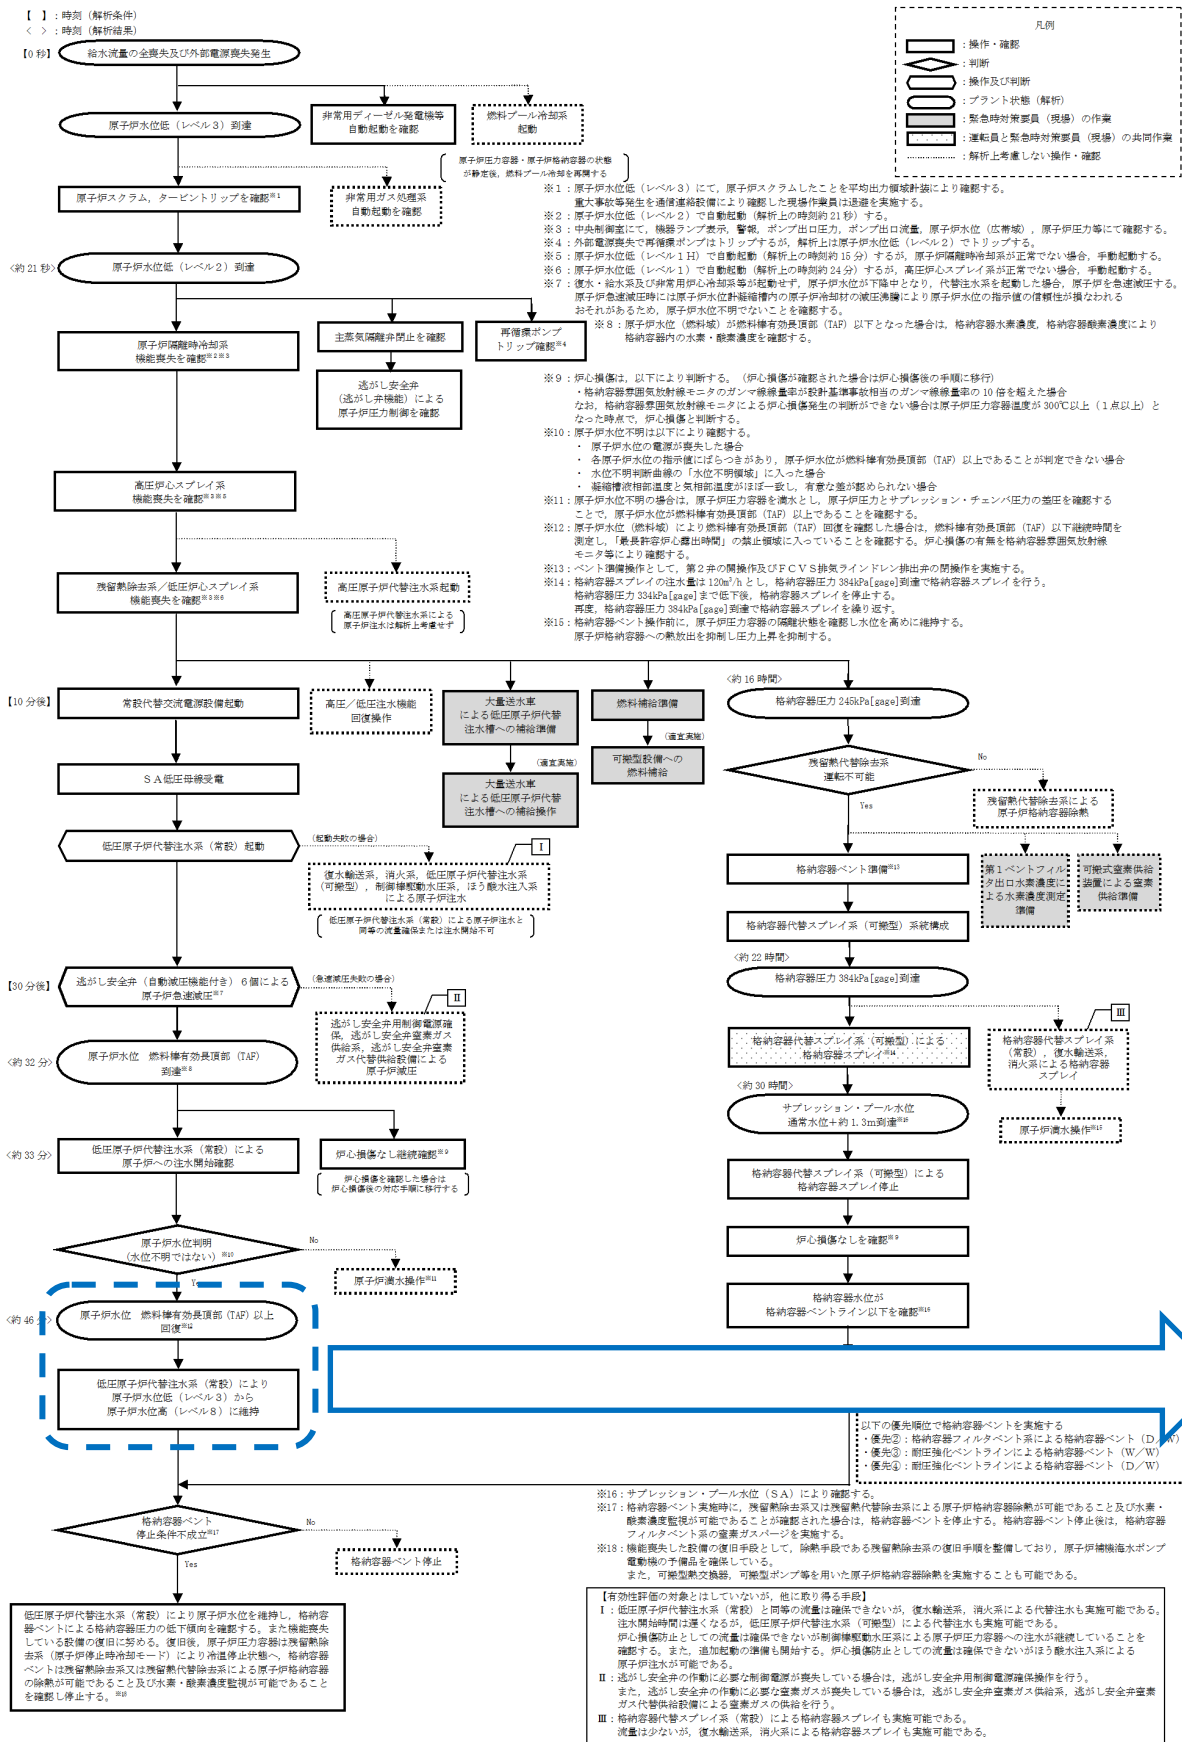 【 】：時刻（解析条件）
< >：時刻（解析結果）
凡例
：操作・確認
：判断
：操作及び判断
：プラント状態（解析）
：緊急時対策要員（現場）の作業
：運転員と緊急時対策要員（現場）の共同作業
：解析上考慮しない操作・確認
【0 秒】
給水流量の全喪失及び外部電源喪失発生
原子炉水位低（レベル３）到達
非常用ディーゼル発電機等
自動起動を確認
燃料プール冷却系
起動
原子炉圧力容器・原子炉格納容器の状態
が静定後，燃料プール冷却を再開する
原子炉スクラム，タービントリップを確認※１
非常用ガス処理系
自動起動を確認
<約 21 秒>
原子炉水位低（レベル２）到達
原子炉隔離時冷却系
機能喪失を確認※２※３
主蒸気隔離弁閉止を確認
再循環ポンプ
トリップ確認※４
逃がし安全弁
（逃がし弁機能）による
原子炉圧力制御を確認
高圧炉心スプレイ系
機能喪失を確認※３※５
残留熱除去系／低圧炉心スプレイ系
機能喪失を確認※３※６
高圧原子炉代替注水系起動
高圧原子炉代替注水系による
原子炉注水は解析上考慮せず
※１：原子炉水位低（レベル３）にて，原子炉スクラムしたことを平均出力領域計装により確認する。
重大事故等発生を通信連絡設備により確認した現場作業員は退避を実施する。
※２：原子炉水位低（レベル２）で自動起動（解析上の時刻約 21 秒）する。
※３：中央制御室にて，機器ランプ表示，警報，ポンプ出口圧力，ポンプ出口流量，原子炉水位（広帯域），原子炉圧力等にて確認する。
※４：外部電源喪失で再循環ポンプはトリップするが，解析上は原子炉水位低（レベル２）でトリップする。
※５：原子炉水位低（レベル１Ｈ）で自動起動（解析上の時刻約 15 分）するが，原子炉隔離時冷却系が正常でない場合，手動起動する。
※６：原子炉水位低（レベル１）で自動起動（解析上の時刻約 24 分）するが，高圧炉心スプレイ系が正常でない場合，手動起動する。
※７：復水・給水系及び非常用炉心冷却系等が起動せず，原子炉水位が下降中となり，代替注水系を起動した場合，原子炉を急速減圧する。
原子炉急速減圧時には原子炉水位計凝縮槽内の原子炉冷却材の減圧沸騰により原子炉水位の指示値の信頼性が損なわれる
おそれがあるため，原子炉水位不明でないことを確認する。
※８：原子炉水位（燃料域）が燃料棒有効長頂部（TAF）以下となった場合は，格納容器水素濃度，格納容器酸素濃度により
格納容器内の水素・酸素濃度を確認する。
※９：炉心損傷は，以下により判断する。（炉心損傷が確認された場合は炉心損傷後の手順に移行）
・格納容器雰囲気放射線モニタのガンマ線線量率が設計基準事故相当のガンマ線線量率の 10 倍を超えた場合
なお，格納容器雰囲気放射線モニタによる炉心損傷発生の判断ができない場合は原子炉圧力容器温度が 300℃以上（１点以上）と
なった時点で，炉心損傷と判断する。
※10：原子炉水位不明は以下により確認する。
・ 原子炉水位の電源が喪失した場合
・ 各原子炉水位の指示値にばらつきがあり，原子炉水位が燃料棒有効長頂部（TAF）以上であることが判定できない場合
・ 水位不明判断曲線の「水位不明領域」に入った場合
・ 凝縮槽液相部温度と気相部温度がほぼ一致し，有意な差が認められない場合
※11：原子炉水位不明の場合は，原子炉圧力容器を満水とし，原子炉圧力とサプレッション・チェンバ圧力の差圧を確認する
ことで，原子炉水位が燃料棒有効長頂部（TAF）以上であることを確認する。
※12：原子炉水位（燃料域）により燃料棒有効長頂部（TAF）回復を確認した場合は，燃料棒有効長頂部（TAF）以下継続時間を
測定し，「最長許容炉心露出時間」の禁止領域に入っていることを確認する。炉心損傷の有無を格納容器雰囲気放射線
モニタ等により確認する。
※13：ベント準備操作として，第２弁の開操作及びＦＣＶＳ排気ラインドレン排出弁の閉操作を実施する。
※14：格納容器スプレイの注水量は 120m³/h とし，格納容器圧力 384kPa[gage]到達で格納容器スプレイを行う。
格納容器圧力 334kPa[gage]まで低下後，格納容器スプレイを停止する。
再度，格納容器圧力 384kPa[gage]到達で格納容器スプレイを繰り返す。
※15：格納容器ベント操作前に，原子炉圧力容器の隔離状態を確認し水位を高めに維持する。
原子炉格納容器への熱放出を抑制し圧力上昇を抑制する。
【10 分後】
常設代替交流電源設備起動
高圧／低圧注水機能
回復操作
大量送水車
による低圧原子炉代替
注水槽への補給準備
燃料補給準備
（適宜実施）
可搬型設備への
燃料補給
（適宜実施）
大量送水車
による低圧原子炉代替
注水槽への補給操作
ＳＡ低圧母線受電
低圧原子炉代替注水系（常設）起動
（起動失敗の場合）
Ⅰ
復水輸送系，消火系，低圧原子炉代替注水系
（可搬型），制御棒駆動水圧系，ほう酸水注入系
による原子炉注水
低圧原子炉代替注水系（常設）による原子炉注水と
同等の流量確保または注水開始不可
【30 分後】
逃がし安全弁（自動減圧機能付き）６個による
原子炉急速減圧※７
（急速減圧失敗の場合）
Ⅱ
逃がし安全弁用制御電源確
保，逃がし安全弁窒素ガス
供給系，逃がし安全弁窒素
ガス代替供給設備による
原子炉減圧
<約 32 分>
原子炉水位　燃料棒有効長頂部（TAF）
到達※８
<約 33 分>
低圧原子炉代替注水系（常設）による
原子炉への注水開始確認
炉心損傷なし継続確認※９
炉心損傷を確認した場合は
炉心損傷後の対応手順に移行する
原子炉水位判明
（水位不明ではない）※10
No
原子炉満水操作※11
Yes
<約 46 分>
原子炉水位　燃料棒有効長頂部（TAF）以上
回復※12
低圧原子炉代替注水系（常設）により
原子炉水位低（レベル３）から
原子炉水位高（レベル８）に維持
<約 16 時間>
格納容器圧力 245kPa[gage]到達
残留熱代替除去系
運転不可能
No
残留熱代替除去系による
原子炉格納容器除熱
Yes
格納容器ベント準備※13
第１ベントフィル
タ出口水素濃度に
よる水素濃度測定
準備
可搬式窒素供給
装置による窒素
供給準備
格納容器代替スプレイ系（可搬型）系統構成
<約 22 時間>
格納容器圧力 384kPa[gage]到達
Ⅲ
格納容器代替スプレイ系（可搬型）による
格納容器スプレイ※14
格納容器代替スプレイ系
（常設），復水輸送系，
消火系による格納容器
スプレイ
<約 30 時間>
サプレッション・プール水位
通常水位＋約 1.3m到達※15
原子炉満水操作※15
格納容器代替スプレイ系（可搬型）による
格納容器スプレイ停止
炉心損傷なしを確認※９
格納容器水位が
格納容器ベントライン以下を確認※16
以下の優先順位で格納容器ベントを実施する
・優先②：格納容器フィルタベント系による格納容器ベント（Ｄ／Ｗ）
・優先③：耐圧強化ベントラインによる格納容器ベント（Ｗ／Ｗ）
・優先④：耐圧強化ベントラインによる格納容器ベント（Ｄ／Ｗ）
格納容器ベント
停止条件不成立※17
No
格納容器ベント停止
Yes
低圧原子炉代替注水系（常設）により原子炉水位を維持し，格納容
器ベントによる格納容器圧力の低下傾向を確認する。また機能喪失
している設備の復旧に努める。復旧後，原子炉圧力容器は残留熱除
去系（原子炉停止時冷却モード）により冷温停止状態へ，格納容器
ベントは残留熱除去系又は残留熱代替除去系による原子炉格納容器
の除熱が可能であること及び水素・酸素濃度監視が可能であること
を確認し停止する。※18
※16：サプレッション・プール水位（ＳＡ）により確認する。
※17：格納容器ベント実施時に，残留熱除去系又は残留熱代替除去系による原子炉格納容器除熱が可能であること及び水素・
酸素濃度監視が可能であることが確認された場合は，格納容器ベントを停止する。格納容器ベント停止後は，格納容器
フィルタベント系の窒素ガスパージを実施する。
※18：機能喪失した設備の復旧手段として，除熱手段である残留熱除去系の復旧手順を整備しており，原子炉補機海水ポンプ
電動機の予備品を確保している。
また，可搬型熱交換器，可搬型ポンプ等を用いた原子炉格納容器除熱を実施することも可能である。
【有効性評価の対象とはしていないが，他に取り得る手段】
Ⅰ：低圧原子炉代替注水系（常設）と同等の流量は確保できないが，復水輸送系，消火系による代替注水も実施可能である。
注水開始時間は遅くなるが，低圧原子炉代替注水系（可搬型）による代替注水も実施可能である。
炉心損傷防止としての流量は確保できないが制御棒駆動水圧系による原子炉圧力容器への注水が継続していることを
確認する。また，追加起動の準備も開始する。炉心損傷防止としての流量は確保できないがほう酸水注入系による
原子炉注水が可能である。
Ⅱ：逃がし安全弁の作動に必要な制御電源が喪失している場合は，逃がし安全弁用制御電源確保操作を行う。
また，逃がし安全弁の作動に必要な窒素ガスが喪失している場合は，逃がし安全弁窒素ガス供給系，逃がし安全弁窒素
ガス代替供給設備による窒素ガスの供給を行う。
Ⅲ：格納容器代替スプレイ系（常設）による格納容器スプレイも実施可能である。
流量は少ないが，復水輸送系，消火系による格納容器スプレイも実施可能である。